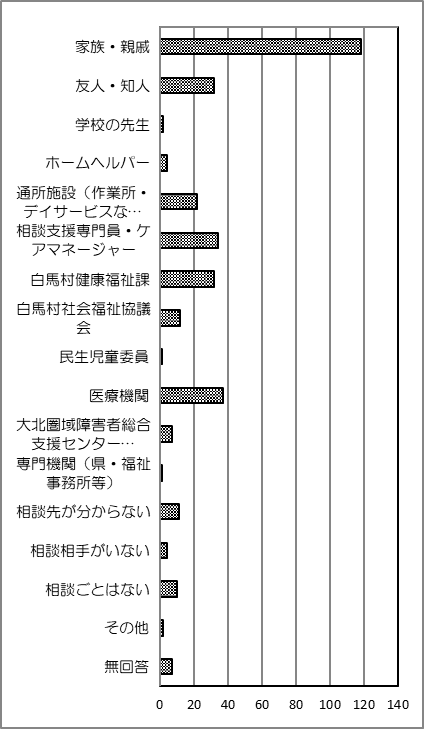 家族・親戚
友人・知人
学校の先生
ホームヘルパー
通所施設（作業所・
デイサービスな…
相談支援専門員・ケ
アマネージャー
白馬村健康福祉課
白馬村社会福祉協議
会
民生児童委員
医療機関
大北圏域障害者総合
支援センター…
専門機関（県・福祉
事務所等）
相談先が分からない
相談相手がいない
相談ごとはない
その他
無回答
0 20 40 60 80 100 120 140